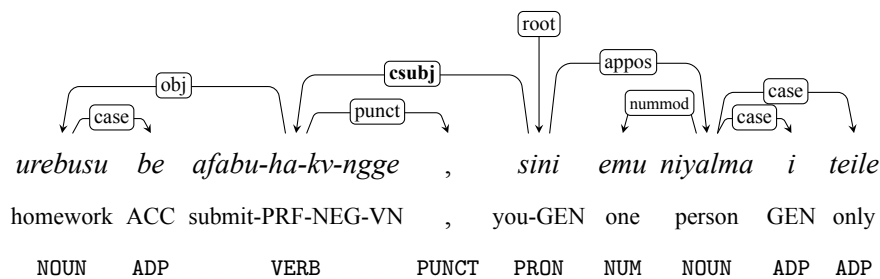 root
csubj
appos
obj
case
case
punct
nummod
case
urebusu be afabu-ha-kv-ngge , sini emu niyalma i teile
homework ACC submit-PRF-NEG-VN , you-GEN one person GEN only
NOUN ADP VERB PUNCT PRON NUM NOUN ADP ADP